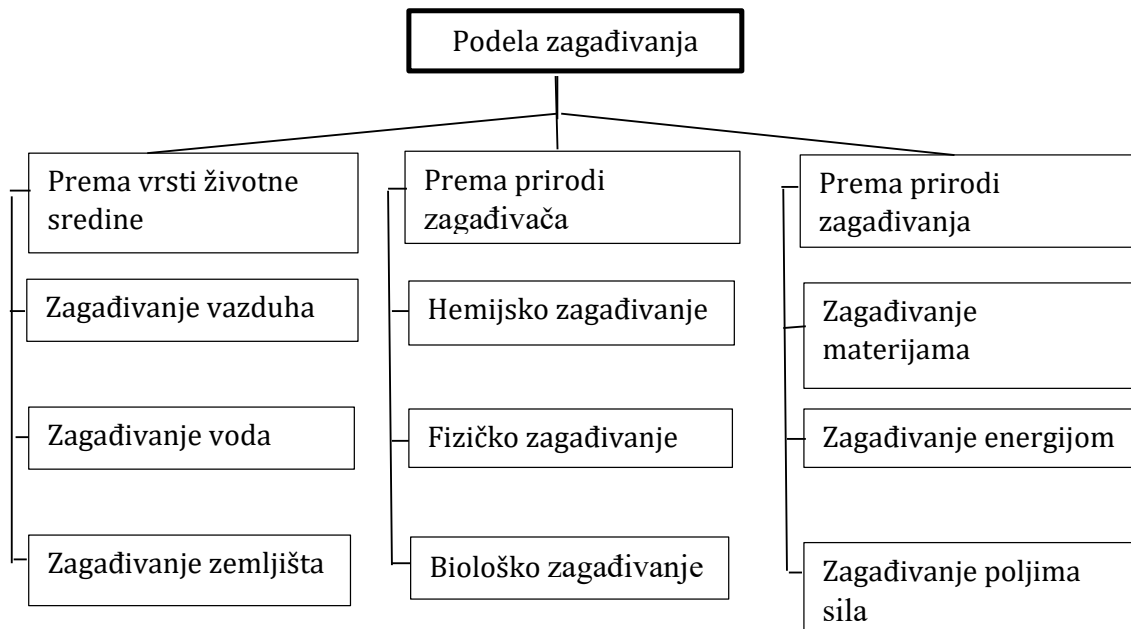 Podela zagađivanja
Prema vrsti životne
sredine
Zagađivanje vazduha
Zagađivanje voda
Zagađivanje zemljišta
Prema prirodi
zagađivača
Hemijsko zagađivanje
Fizičko zagađivanje
Biološko zagađivanje
Prema prirodi
zagađivanja
Zagađivanje
materijama
Zagađivanje energijom
Zagađivanje poljima
sila